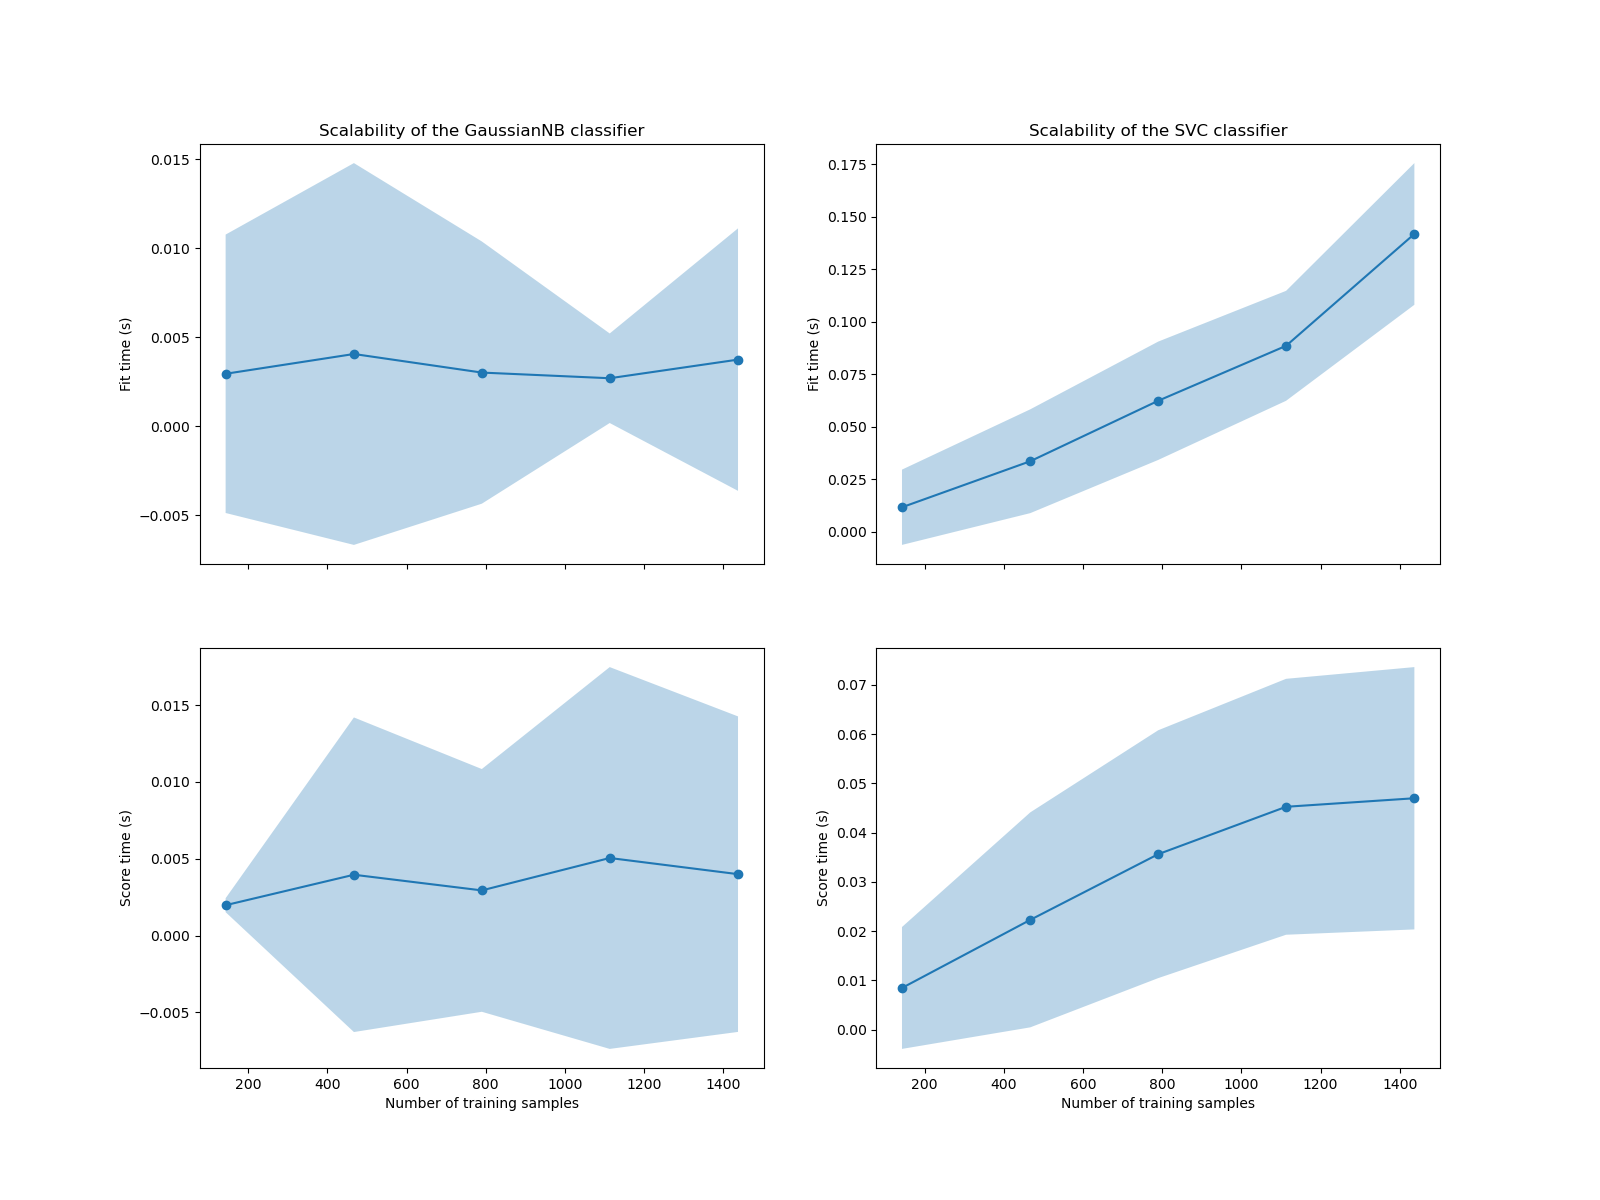 Scalability of the GaussianNB classifier
0.015
0.010
0.005
0.000
−0.005
Fit time (s)
Scalability of the SVC classifier
0.175
0.150
0.125
0.100
0.075
0.050
0.025
0.000
Fit time (s)
0.015
0.010
0.005
0.000
−0.005
Score time (s)
200 400 600 800 1000 1200 1400
Number of training samples
0.07
0.06
0.05
0.04
0.03
0.02
0.01
0.00
Score time (s)
200 400 600 800 1000 1200 1400
Number of training samples